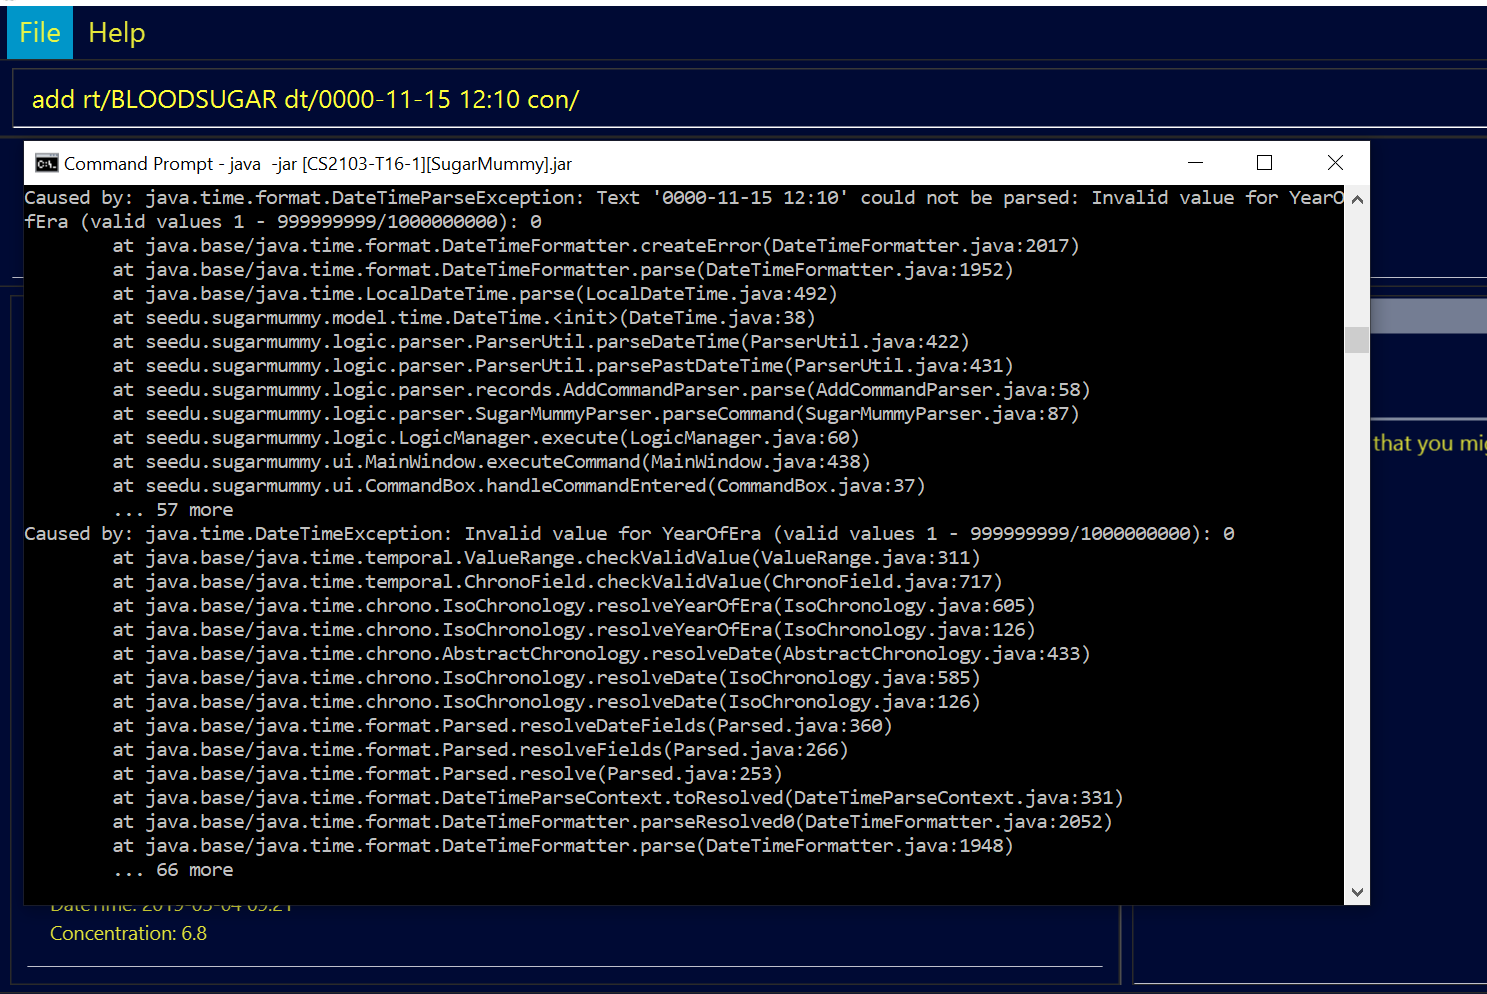 File Help
add rt/BLOODSUGAR dt/0000-11-15 12:10 con/
Command Prompt - java  -jar [CS2103-T16-1][SugarMummy].jar
Caused by: java.time.format.DateTimeParseException: Text '0000-11-15 12:10' could not be parsed: Invalid value for YearO
fEra (valid values 1 - 999999999/1000000000): 0
at java.base/java.time.format.DateTimeFormatter.createError(DateTimeFormatter.java:2017)
at java.base/java.time.format.DateTimeFormatter.parse(DateTimeFormatter.java:1952)
at java.base/java.time.LocalDateTime.parse(LocalDateTime.java:492)
at seedu.sugarmummy.model.time.DateTime.<init>(DateTime.java:38)
at seedu.sugarmummy.logic.parser.ParserUtil.parseDateTime(ParserUtil.java:422)
at seedu.sugarmummy.logic.parser.ParserUtil.parsePastDateTime(ParserUtil.java:431)
at seedu.sugarmummy.logic.parser.records.AddCommandParser.parse(AddCommandParser.java:58)
at seedu.sugarmummy.logic.parser.SugarMummyParser.parseCommand(SugarMummyParser.java:87)
at seedu.sugarmummy.logic.LogicManager.execute(LogicManager.java:60)
at seedu.sugarmummy.ui.MainWindow.executeCommand(MainWindow.java:438)
at seedu.sugarmummy.ui.CommandBox.handleCommandEntered(CommandBox.java:37)
... 57 more
Caused by: java.time.DateTimeException: Invalid value for YearOfEra (valid values 1 - 999999999/1000000000): 0
at java.base/java.time.temporal.ValueRange.checkValidValue(ValueRange.java:311)
at java.base/java.time.temporal.ChronoField.checkValidValue(ChronoField.java:717)
at java.base/java.time.chrono.IsoChronology.resolveYearOfEra(IsoChronology.java:605)
at java.base/java.time.chrono.IsoChronology.resolveYearOfEra(IsoChronology.java:126)
at java.base/java.time.chrono.AbstractChronology.resolveDate(AbstractChronology.java:433)
at java.base/java.time.chrono.IsoChronology.resolveDate(IsoChronology.java:585)
at java.base/java.time.chrono.IsoChronology.resolveDate(IsoChronology.java:126)
at java.base/java.time.format.Parsed.resolveDateFields(Parsed.java:360)
at java.base/java.time.format.Parsed.resolveFields(Parsed.java:266)
at java.base/java.time.format.Parsed.resolve(Parsed.java:253)
at java.base/java.time.format.DateTimeParseContext.toResolved(DateTimeParseContext.java:331)
at java.base/java.time.format.DateTimeFormatter.parseResolved0(DateTimeFormatter.java:2052)
at java.base/java.time.format.DateTimeFormatter.parse(DateTimeFormatter.java:1948)
... 66 more
that you
DateTime:
Concentration: 6.8